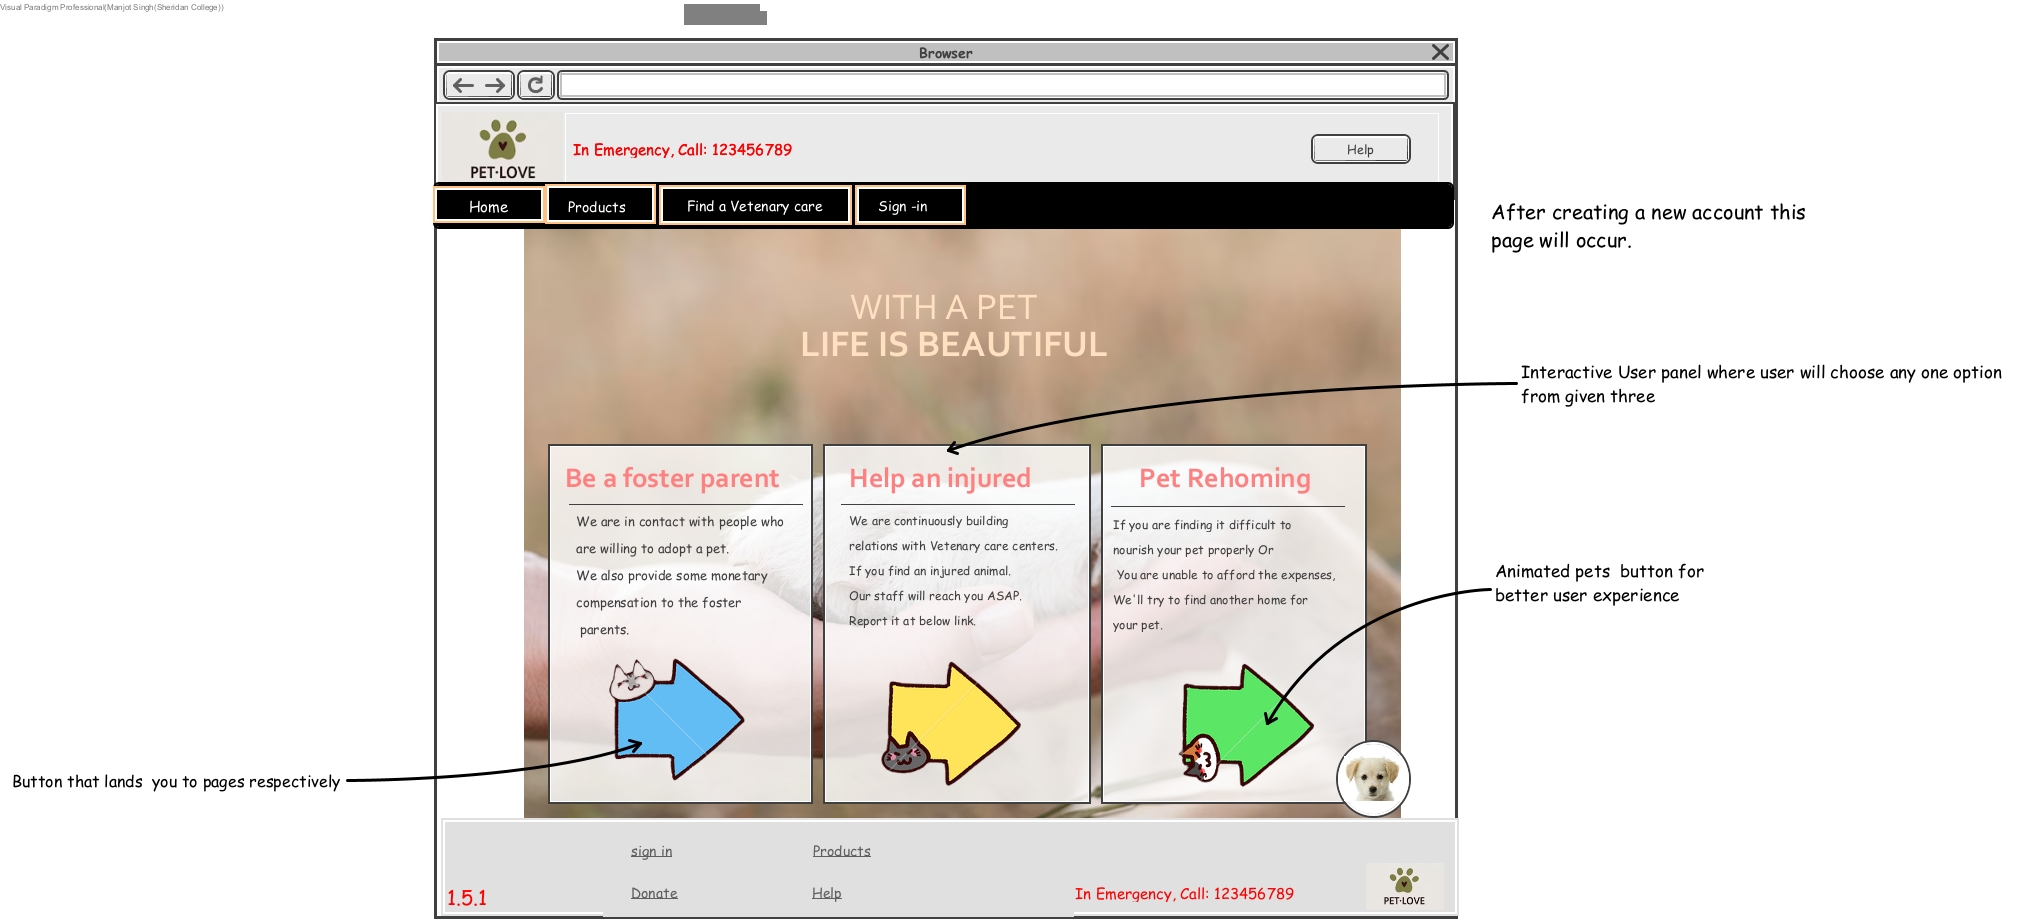 Visual Paradigm Professional(Manjot Singh(Sheridan College))
Browser
PET·LOVE
In Emergency, Call: 123456789
Help
Home
Products
Find a Vetenary care
Sign -in
After creating a new account this
page will occur.
WITH A PET
LIFE IS BEAUTIFUL
Interactive User panel where user will choose any one option
from given three
Be a foster parent
We are in contact with people who
are willing to adopt a pet.
We also provide some monetary
compensation to the foster
parents.
Help an injured
We are continuously building
relations with Vetenary care centers.
If you find an injured animal.
Our staff will reach you ASAP.
Report it at below link.
Pet Rehoming
If you are finding it difficult to
nourish your pet properly Or
You are unable to afford the expenses,
We'll try to find another home for
your pet.
Animated pets button for
better user experience
Button that lands you to pages respectively
sign in
Products
1.5.1
Donate
Help
In Emergency, Call: 123456789
PET·LOVE